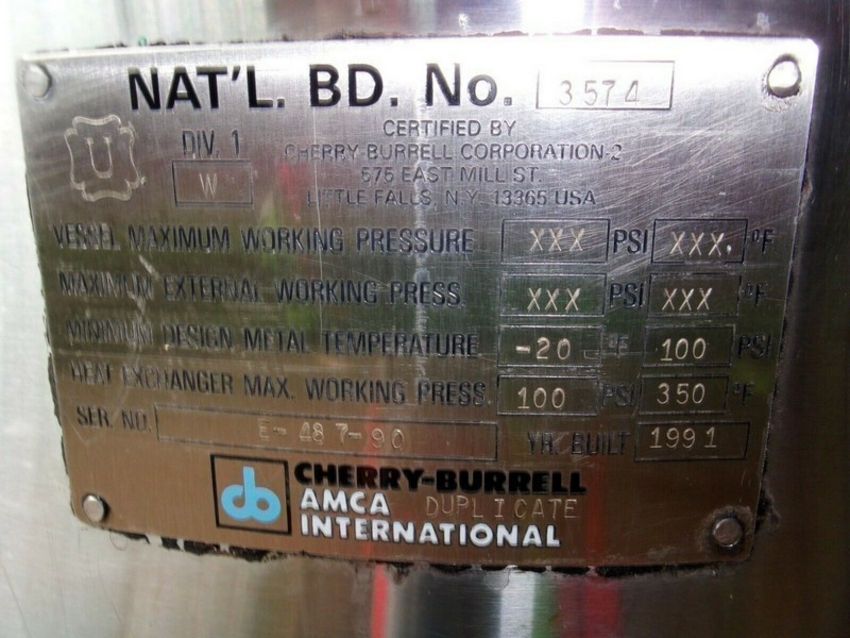 NAT'L. BD. No. 3574
U DIV. 1 CERTIFIED BY
CHERRY-BURRELL CORPORATION-2
W 575 EAST MILL ST.
LITTLE FALLS, N.Y. 13365 USA
VESSEL MAXIMUM WORKING PRESSURE XXX PSI XXX. °F
MAXIMUM EXTERNAL WORKING PRESS. XXX PSI XXX °F
MINIMUM DESIGN METAL TEMPERATURE -20 °F 100 PSI
HEAT EXCHANGER MAX. WORKING PRESS. 100 PSI 350 °F
SER. NO. E-487-90 YR. BUILT 1991
cb CHERRY-BURRELL
AMCA DUPLICATE
INTERNATIONAL